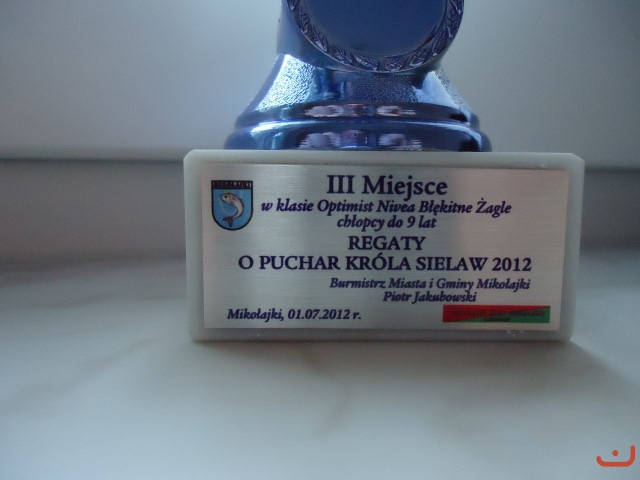 III Miejsce
w klasie Optimist Nivea Błękitne Żagle
chłopcy do 9 lat
REGATY
O PUCHAR KRÓLA SIELAW 2012
Burmistrz Miasta i Gminy Mikołajki
Piotr Jakubowski
Mikołajki, 01.07.2012 r.